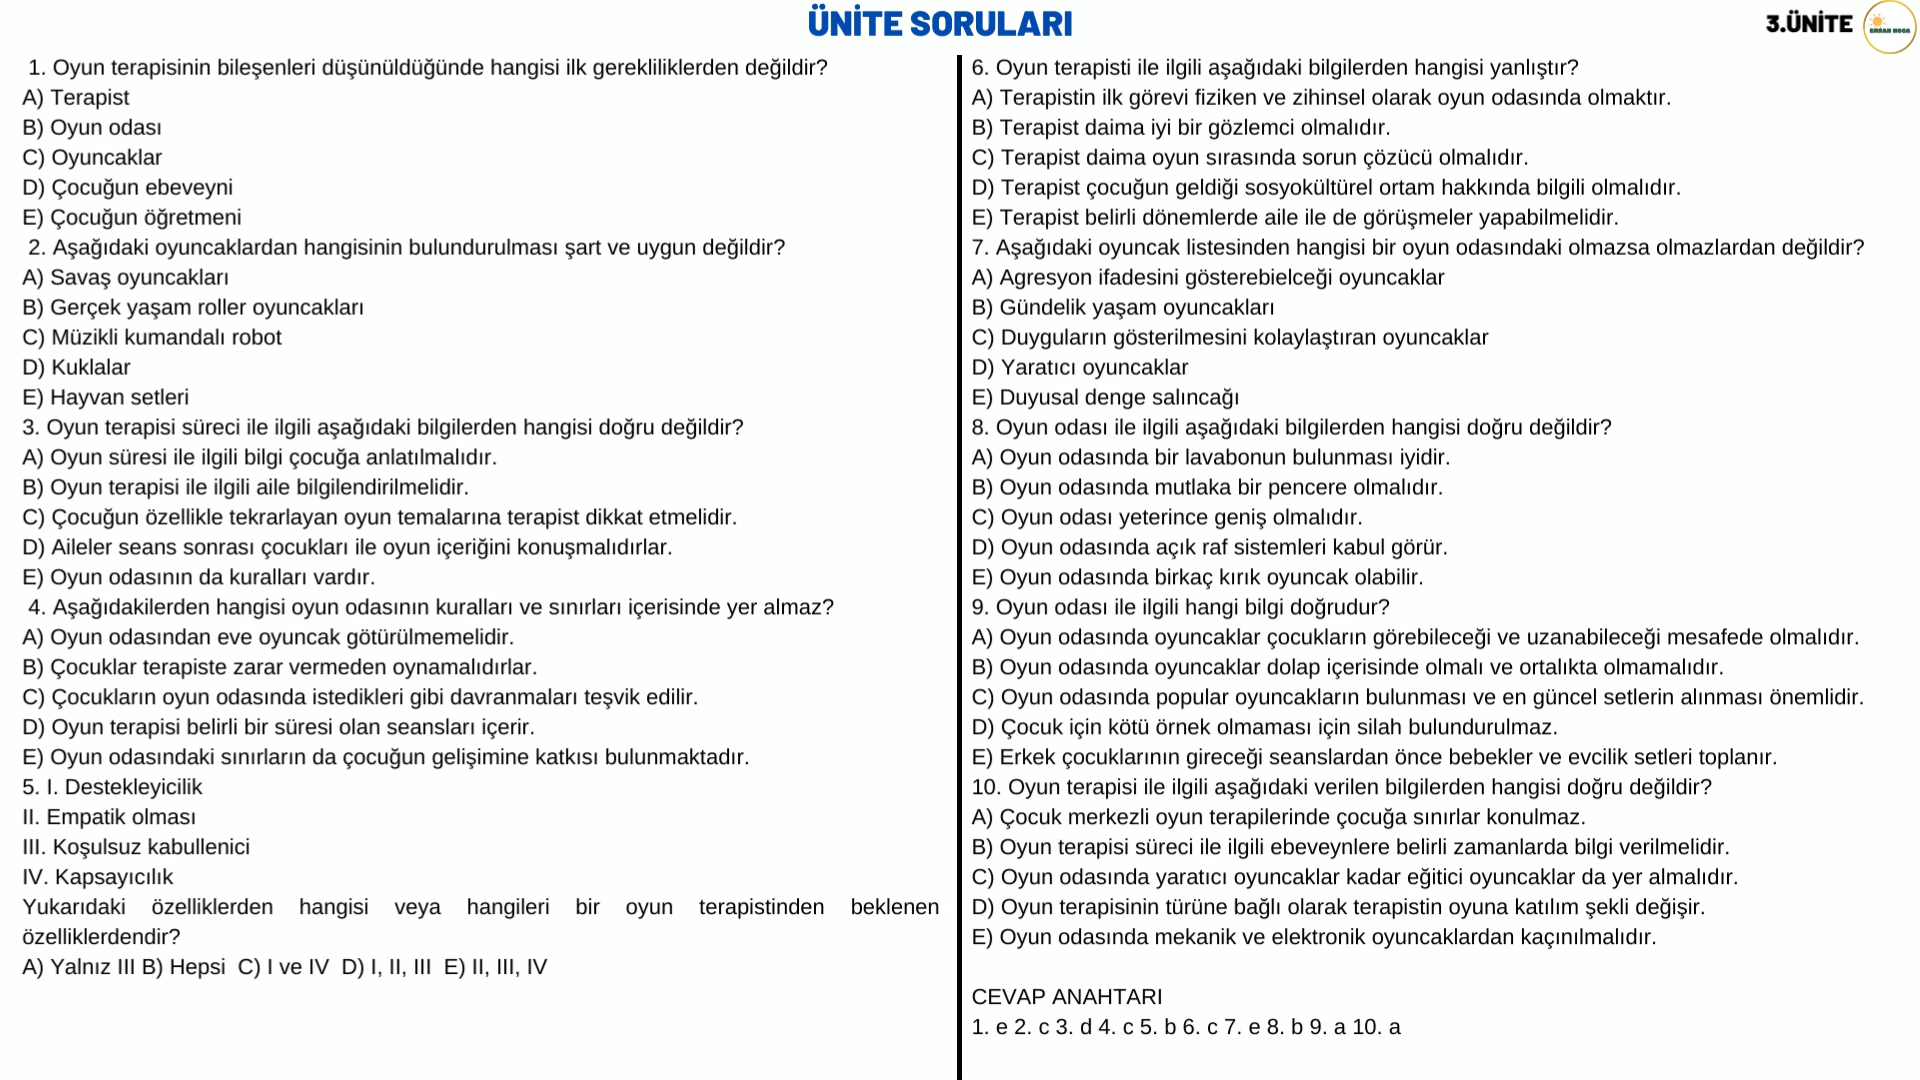 ÜNİTE SORULARI
3.ÜNİTE
EMRAH HOCA
1. Oyun terapisinin bileşenleri düşünüldüğünde hangisi ilk gerekliliklerden değildir?
A) Terapist
B) Oyun odası
C) Oyuncaklar
D) Çocuğun ebeveyni
E) Çocuğun öğretmeni
2. Aşağıdaki oyuncaklardan hangisinin bulundurulması şart ve uygun değildir?
A) Savaş oyuncakları
B) Gerçek yaşam roller oyuncakları
C) Müzikli kumandalı robot
D) Kuklalar
E) Hayvan setleri
3. Oyun terapisi süreci ile ilgili aşağıdaki bilgilerden hangisi doğru değildir?
A) Oyun süresi ile ilgili bilgi çocuğa anlatılmalıdır.
B) Oyun terapisi ile ilgili aile bilgilendirilmelidir.
C) Çocuğun özellikle tekrarlayan oyun temalarına terapist dikkat etmelidir.
D) Aileler seans sonrası çocukları ile oyun içeriğini konuşmalıdırlar.
E) Oyun odasının da kuralları vardır.
4. Aşağıdakilerden hangisi oyun odasının kuralları ve sınırları içerisinde yer almaz?
A) Oyun odasından eve oyuncak götürülmemelidir.
B) Çocuklar terapiste zarar vermeden oynamalıdırlar.
C) Çocukların oyun odasında istedikleri gibi davranmaları teşvik edilir.
D) Oyun terapisi belirli bir süresi olan seansları içerir.
E) Oyun odasındaki sınırların da çocuğun gelişimine katkısı bulunmaktadır.
5. I. Destekleyicilik
II. Empatik olması
III. Koşulsuz kabullenici
IV. Kapsayıcılık
Yukarıdaki özelliklerden hangisi veya hangileri bir oyun terapistinden beklenen
özelliklerdendir?
A) Yalnız III B) Hepsi C) I ve IV D) I, II, III E) II, III, IV
6. Oyun terapisti ile ilgili aşağıdaki bilgilerden hangisi yanlıştır?
A) Terapistin ilk görevi fiziken ve zihinsel olarak oyun odasında olmaktır.
B) Terapist daima iyi bir gözlemci olmalıdır.
C) Terapist daima oyun sırasında sorun çözücü olmalıdır.
D) Terapist çocuğun geldiği sosyokültürel ortam hakkında bilgili olmalıdır.
E) Terapist belirli dönemlerde aile ile de görüşmeler yapabilmelidir.
7. Aşağıdaki oyuncak listesinden hangisi bir oyun odasındaki olmazsa olmazlardan değildir?
A) Agresyon ifadesini gösterebielceği oyuncaklar
B) Gündelik yaşam oyuncakları
C) Duyguların gösterilmesini kolaylaştıran oyuncaklar
D) Yaratıcı oyuncaklar
E) Duyusal denge salıncağı
8. Oyun odası ile ilgili aşağıdaki bilgilerden hangisi doğru değildir?
A) Oyun odasında bir lavabonun bulunması iyidir.
B) Oyun odasında mutlaka bir pencere olmalıdır.
C) Oyun odası yeterince geniş olmalıdır.
D) Oyun odasında açık raf sistemleri kabul görür.
E) Oyun odasında birkaç kırık oyuncak olabilir.
9. Oyun odası ile ilgili hangi bilgi doğrudur?
A) Oyun odasında oyuncaklar çocukların görebileceği ve uzanabileceği mesafede olmalıdır.
B) Oyun odasında oyuncaklar dolap içerisinde olmalı ve ortalıkta olmamalıdır.
C) Oyun odasında popular oyuncakların bulunması ve en güncel setlerin alınması önemlidir.
D) Çocuk için kötü örnek olmaması için silah bulundurulmaz.
E) Erkek çocuklarının gireceği seanslardan önce bebekler ve evcilik setleri toplanır.
10. Oyun terapisi ile ilgili aşağıdaki verilen bilgilerden hangisi doğru değildir?
A) Çocuk merkezli oyun terapilerinde çocuğa sınırlar konulmaz.
B) Oyun terapisi süreci ile ilgili ebeveynlere belirli zamanlarda bilgi verilmelidir.
C) Oyun odasında yaratıcı oyuncaklar kadar eğitici oyuncaklar da yer almalıdır.
D) Oyun terapisinin türüne bağlı olarak terapistin oyuna katılım şekli değişir.
E) Oyun odasında mekanik ve elektronik oyuncaklardan kaçınılmalıdır.
CEVAP ANAHTARI
1. e 2. c 3. d 4. c 5. b 6. c 7. e 8. b 9. a 10. a